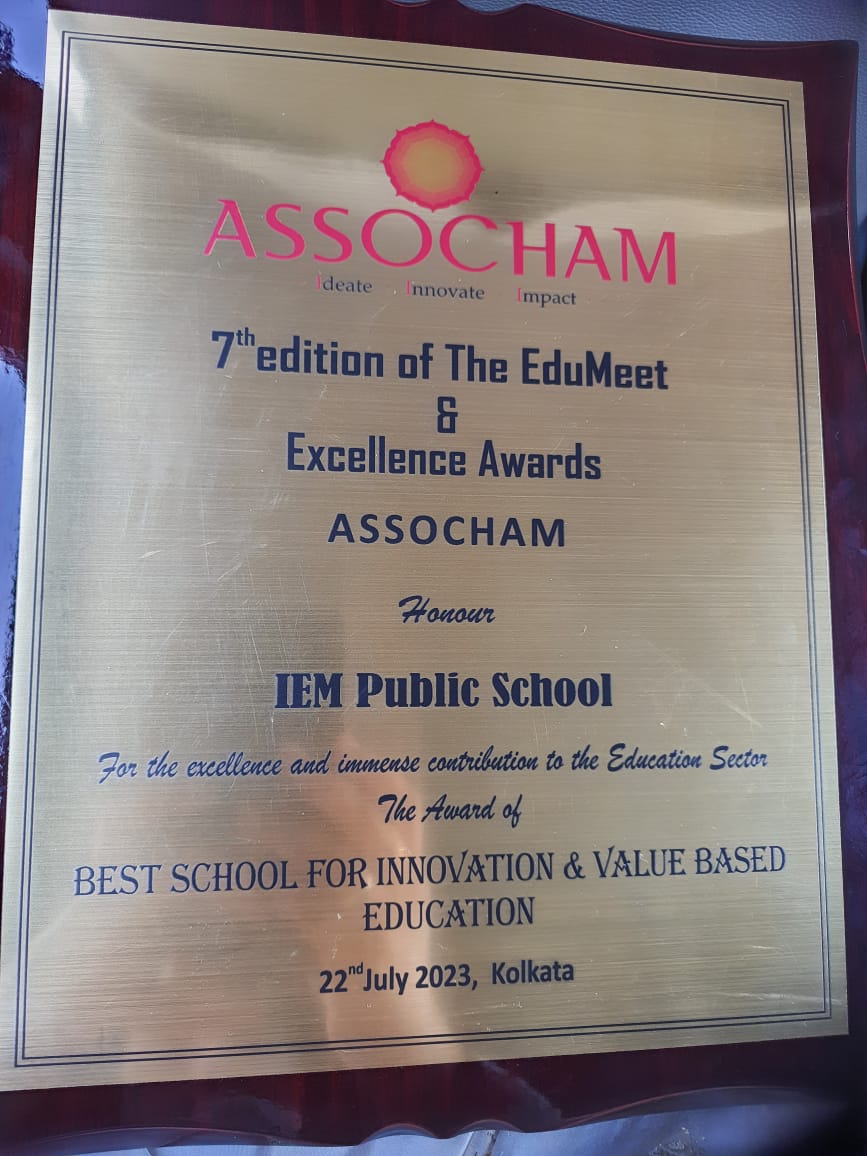 ASSOCHAM
Ideate Innovate Impact
7th edition of The EduMeet
&
Excellence Awards
ASSOCHAM
Honour
IEM Public School
For the excellence and immense contribution to the Education Sector
The Award of
BEST SCHOOL FOR INNOVATION & VALUE BASED
EDUCATION
22nd July 2023, Kolkata